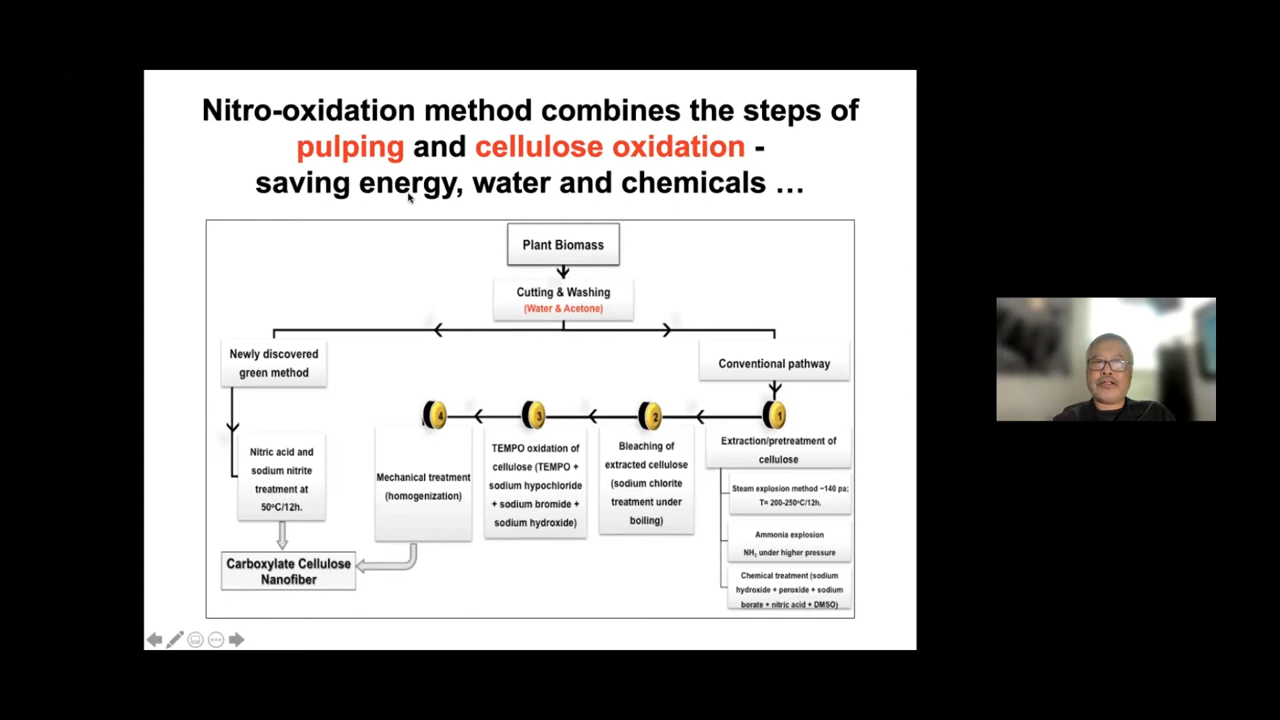 Nitro-oxidation method combines the steps of
pulping and cellulose oxidation -
saving energy, water and chemicals …
Plant Biomass
Cutting & Washing
(Water & Acetone)
Newly discovered
green method
Conventional pathway
4
3
2
1
Nitric acid and
sodium nitrite
treatment at
50°C/12h.
Mechanical treatment
(homogenization)
TEMPO oxidation of
cellulose (TEMPO +
sodium hypochloride
+ sodium bromide +
sodium hydroxide)
Bleaching of
extracted cellulose
(sodium chlorite
treatment under
boiling)
Extraction/pretreatment of
cellulose
Steam explosion method ~140 pa;
T= 200-250°C/12h.
Ammonia explosion
NH₃ under higher pressure
Chemical treatment (sodium
hydroxide + peroxide + sodium
borate + nitric acid + DMSO)
Carboxylate Cellulose
Nanofiber